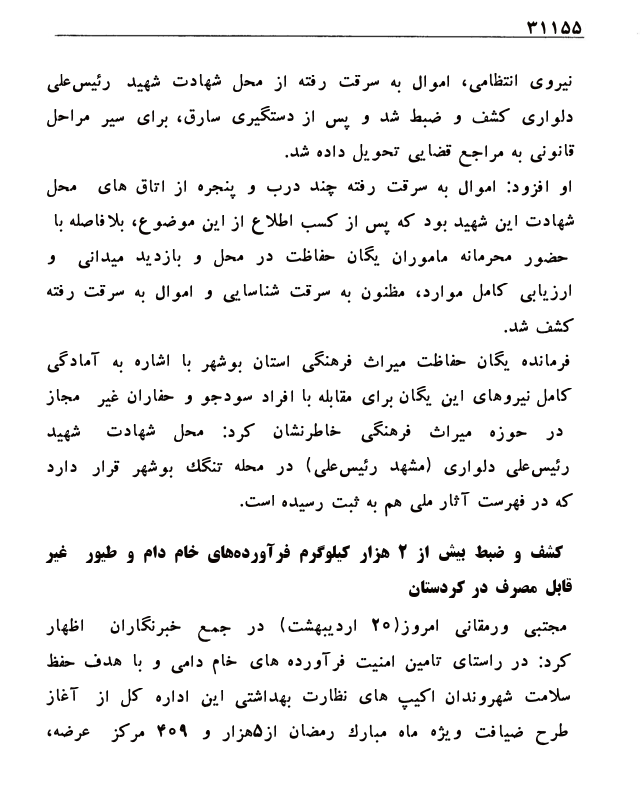 ۳۱۱۵۵
نیروی انتظامی، اموال به سرقت رفته از محل شهادت شهید رئیس‌علی
دلواری کشف و ضبط شد و پس از دستگیری سارق، برای سیر مراحل
قانونی به مراجع قضایی تحویل داده شد.
او افزود: اموال به سرقت رفته چند درب و پنجره از اتاق های محل
شهادت این شهید بود که پس از کسب اطلاع از این موضوع، بلافاصله با
حضور محرمانه ماموران یگان حفاظت در محل و بازدید میدانی و
ارزیابی کامل موارد، مظنون به سرقت شناسایی و اموال به سرقت رفته
کشف شد.
فرمانده یگان حفاظت میراث فرهنگی استان بوشهر با اشاره به آمادگی
کامل نیروهای این یگان برای مقابله با افراد سودجو و حفاران غیر مجاز
در حوزه میراث فرهنگی خاطرنشان کرد: محل شهادت شهید
رئیس‌علی دلواری (مشهد رئیس‌علی) در محله تنگک بوشهر قرار دارد
که در فهرست آثار ملی هم به ثبت رسیده است.
کشف و ضبط بیش از ۲ هزار کیلوگرم فرآورده‌های خام دام و طیور غیر
قابل مصرف در کردستان
مجتبی ورمقانی امروز(۲۰ اردیبهشت) در جمع خبرنگاران اظهار
کرد: در راستای تامین امنیت فرآورده های خام دامی و با هدف حفظ
سلامت شهروندان اکیپ های نظارت بهداشتی این اداره کل از آغاز
طرح ضیافت ویژه ماه مبارک رمضان از۵هزار و ۴۰۹ مرکز عرضه،